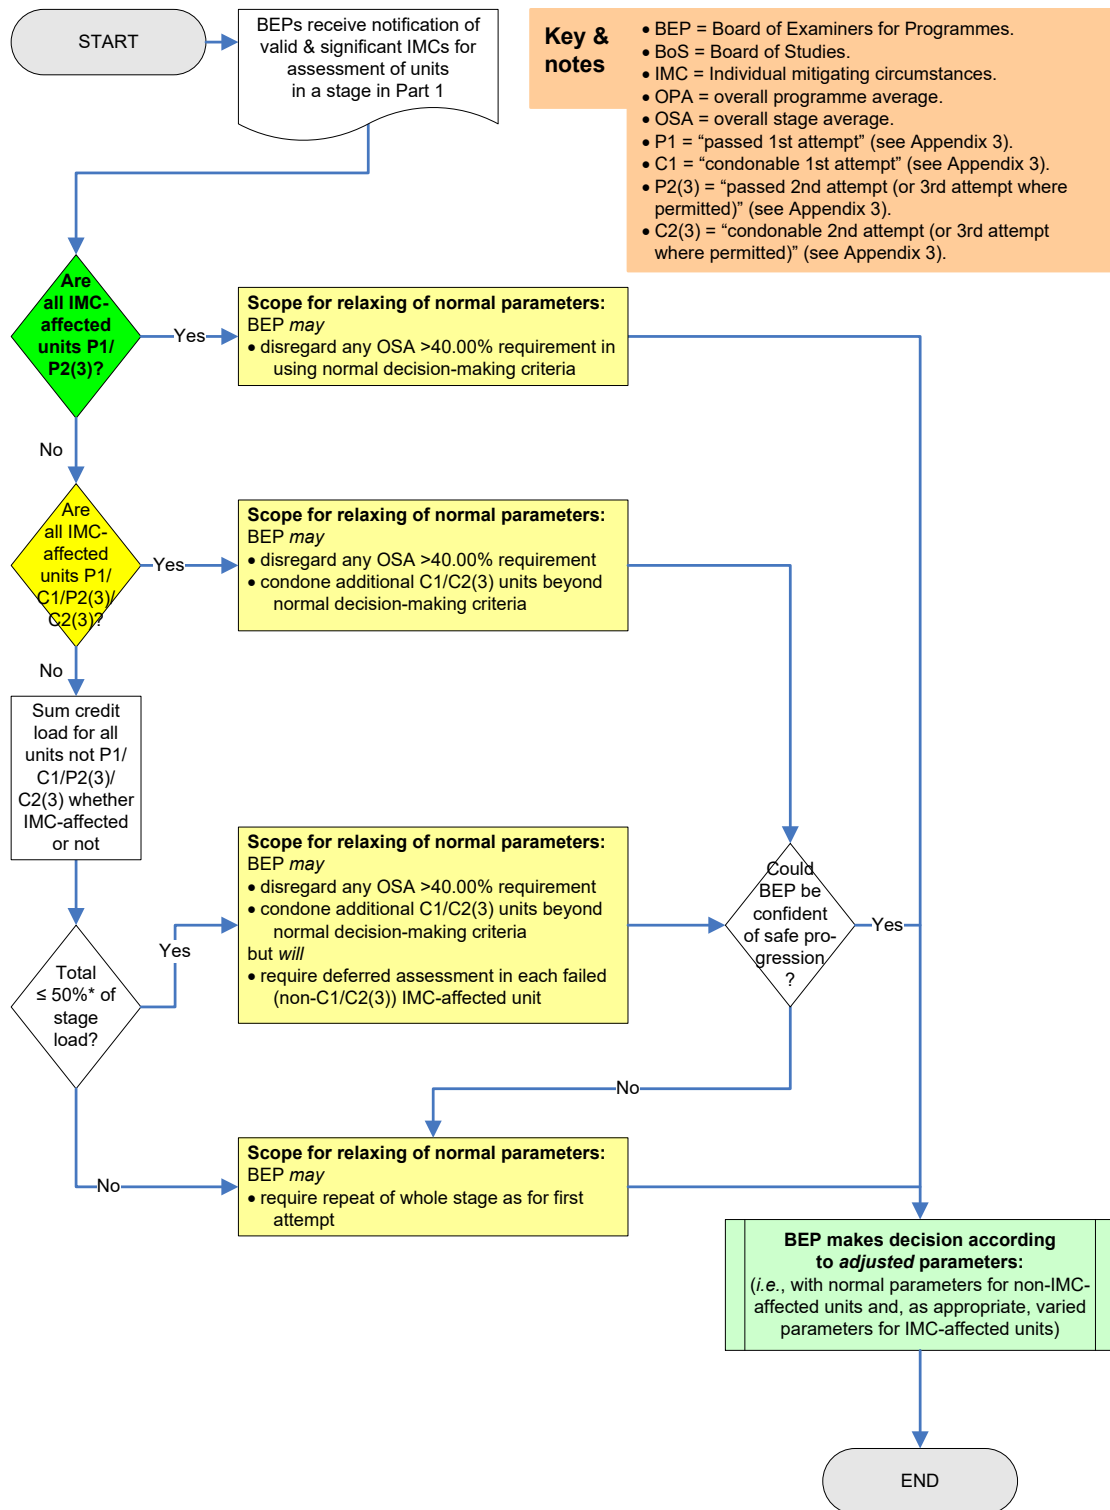 START
BEPs receive notification of
valid & significant IMCs for
assessment of units
in a stage in Part 1
Key &
notes
• BEP = Board of Examiners for Programmes.
• BoS = Board of Studies.
• IMC = Individual mitigating circumstances.
• OPA = overall programme average.
• OSA = overall stage average.
• P1 = “passed 1st attempt” (see Appendix 3).
• C1 = “condonable 1st attempt” (see Appendix 3).
• P2(3) = “passed 2nd attempt (or 3rd attempt where
permitted)” (see Appendix 3).
• C2(3) = “condonable 2nd attempt (or 3rd attempt
where permitted)” (see Appendix 3).
Are
all IMC-
affected
units P1/
P2(3)?
Yes
Scope for relaxing of normal parameters:
BEP may
• disregard any OSA >40.00% requirement in
using normal decision-making criteria
No
Are
all IMC-
affected
units P1/
C1/P2(3)/
C2(3)?
Yes
Scope for relaxing of normal parameters:
BEP may
• disregard any OSA >40.00% requirement
• condone additional C1/C2(3) units beyond
normal decision-making criteria
No
Sum credit
load for all
units not P1/
C1/P2(3)/
C2(3) whether
IMC-affected
or not
Total
≤ 50%* of
stage
load?
Yes
Scope for relaxing of normal parameters:
BEP may
• disregard any OSA >40.00% requirement
• condone additional C1/C2(3) units beyond
normal decision-making criteria
but will
• require deferred assessment in each failed
(non-C1/C2(3)) IMC-affected unit
Could
BEP be
confident
of safe pro-
gression
?
Yes
No
No
Scope for relaxing of normal parameters:
BEP may
• require repeat of whole stage as for first
attempt
BEP makes decision according
to adjusted parameters:
(i.e., with normal parameters for non-IMC-
affected units and, as appropriate, varied
parameters for IMC-affected units)
END